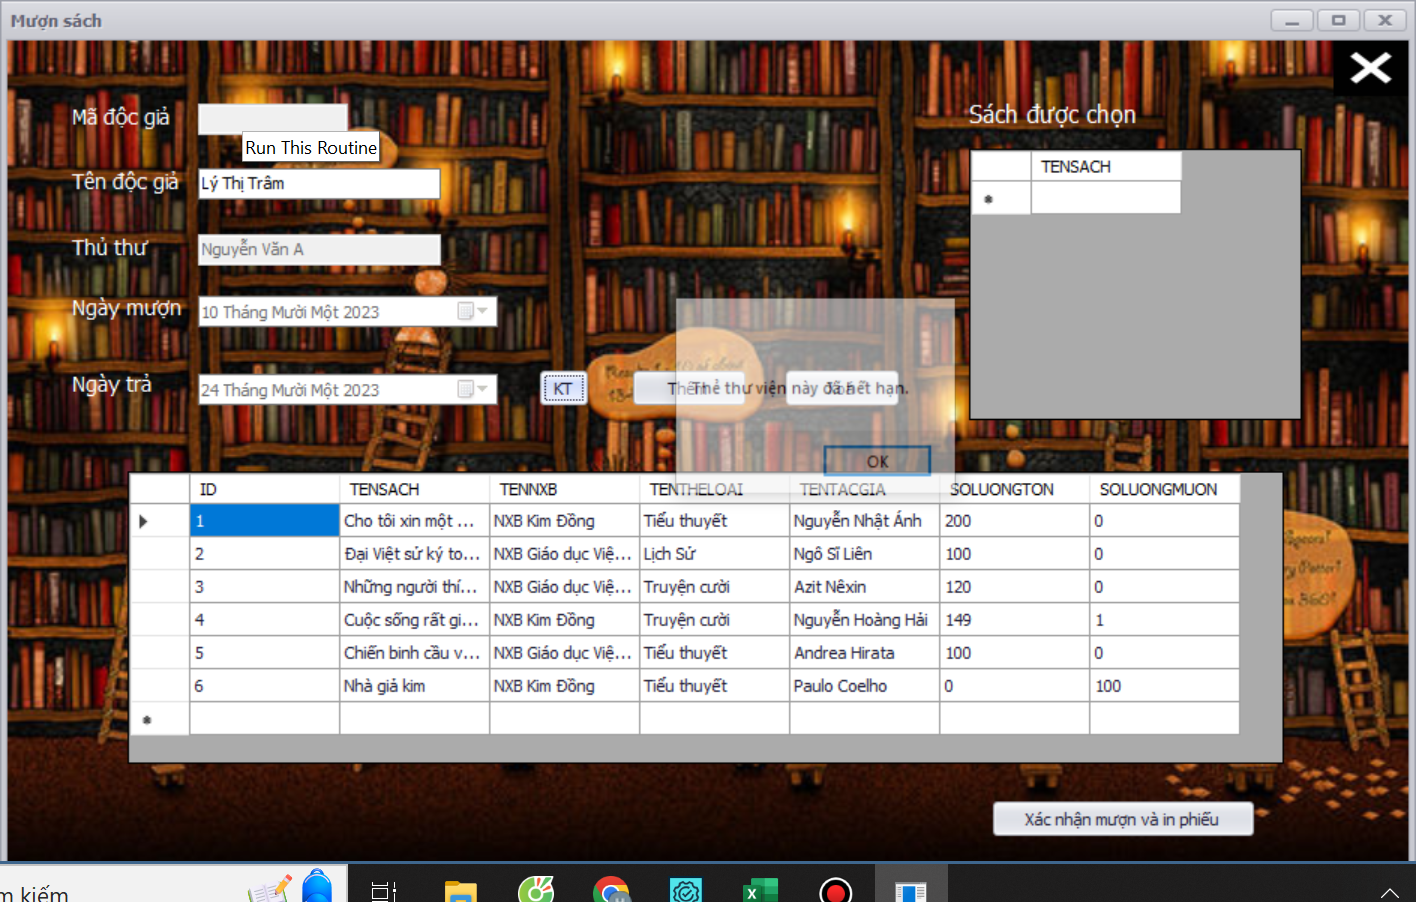 Mượn sách
Mã độc giả
Run This Routine
Tên độc giả
Lý Thị Trâm
Thủ thư
Nguyễn Văn A
Ngày mượn
10 Tháng Mười Một 2023
Ngày trả
24 Tháng Mười Một 2023
KT
Thẻ thư viện này đã hết hạn.
OK
Sách được chọn
TENSACH
ID TENSACH TENNXB TENTHELOAI TENTACGIA SOLUONGTON SOLUONGMUON
1 Cho tôi xin một ... NXB Kim Đồng Tiểu thuyết Nguyễn Nhật Ánh 200 0
2 Đại Việt sử ký to... NXB Giáo dục Việ... Lịch Sử Ngô Sĩ Liên 100 0
3 Những người thí... NXB Giáo dục Việ... Truyện cười Azit Nêxin 120 0
4 Cuộc sống rất gi... NXB Kim Đồng Truyện cười Nguyễn Hoàng Hải 149 1
5 Chiến binh cầu v... NXB Giáo dục Việ... Tiểu thuyết Andrea Hirata 100 0
6 Nhà giả kim NXB Kim Đồng Tiểu thuyết Paulo Coelho 0 100
Xác nhận mượn và in phiếu
m kiếm